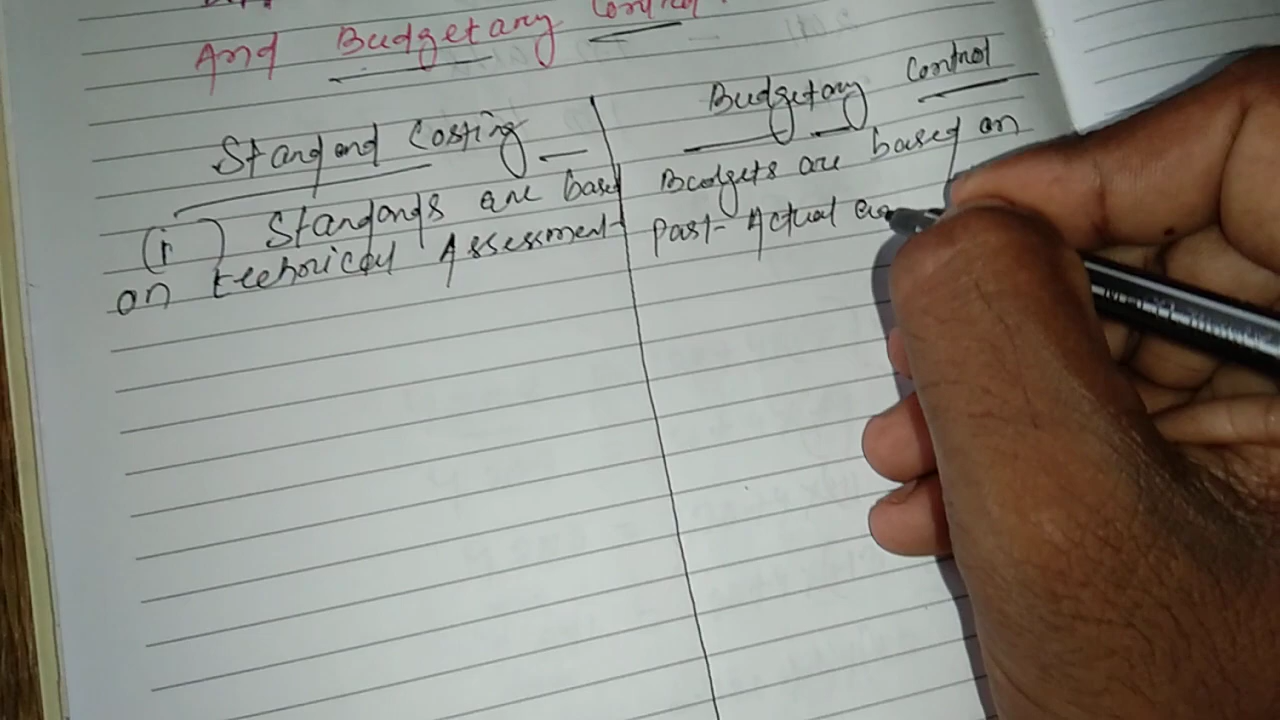 And Budgetary Control
Standard Costing
Budgetary Control
(i) Standards are based
on technical Assessment
Budgets are based on
Past Actual